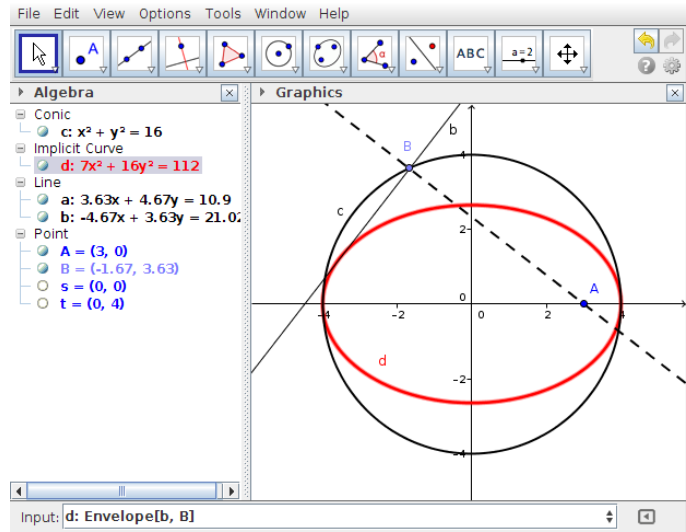 File Edit View Options Tools Window Help
A
α
ABC
a=2
Algebra
Conic
c: x² + y² = 16
Implicit Curve
d: 7x² + 16y² = 112
Line
a: 3.63x + 4.67y = 10.9
b: -4.67x + 3.63y = 21.02
Point
A = (3, 0)
B = (-1.67, 3.63)
s = (0, 0)
t = (0, 4)
Graphics
b
B
4
c
2
A
0
-4 -2 0 2 4
d
-2
-4
Input: d: Envelope[b, B]